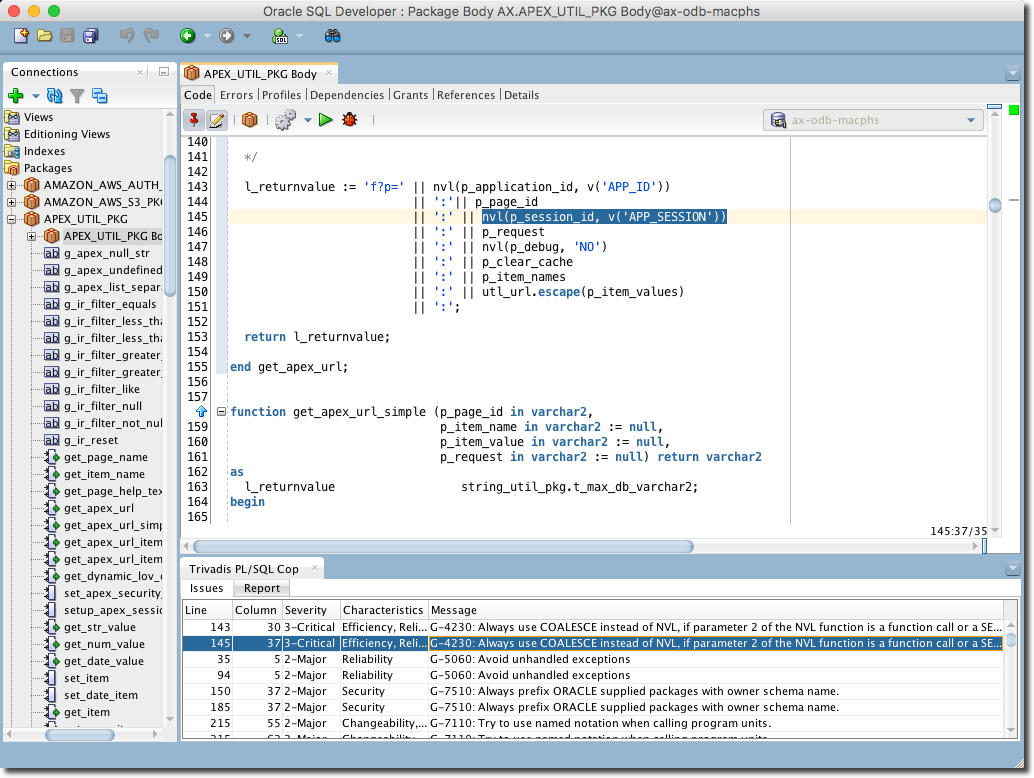 Oracle SQL Developer : Package Body AX.APEX_UTIL_PKG Body@ax-odb-macphs
Connections
Views
Editioning Views
Indexes
Packages
AMAZON_AWS_AUTH_
AMAZON_AWS_S3_PK
APEX_UTIL_PKG
APEX_UTIL_PKG Bo
g_apex_null_str
g_apex_undefined
g_apex_list_separ
g_ir_filter_equals
g_ir_filter_less_tha
g_ir_filter_less_tha
g_ir_filter_greater_
g_ir_filter_greater_
g_ir_filter_like
g_ir_filter_null
g_ir_filter_not_nul
g_ir_reset
get_page_name
get_item_name
get_page_help_tex
get_apex_url
get_apex_url_simp
get_apex_url_item
get_apex_url_item
get_dynamic_lov_
set_apex_security_
setup_apex_sessio
get_str_value
get_num_value
get_date_value
set_item
set_date_item
get_item
APEX_UTIL_PKG Body
Code Errors Profiles Dependencies Grants References Details
ax-odb-macphs
140
141 */
142
143 l_returnvalue := 'f?p=' || nvl(p_application_id, v('APP_ID'))
144 || ':'|| p_page_id
145 || ':' || nvl(p_session_id, v('APP_SESSION'))
146 || ':' || p_request
147 || ':' || nvl(p_debug, 'NO')
148 || ':' || p_clear_cache
149 || ':' || p_item_names
150 || ':' || utl_url.escape(p_item_values)
151 || ':';
152
153 return l_returnvalue;
154
155 end get_apex_url;
156
157
function get_apex_url_simple (p_page_id in varchar2,
159 p_item_name in varchar2 := null,
160 p_item_value in varchar2 := null,
161 p_request in varchar2 := null) return varchar2
162 as
163 l_returnvalue string_util_pkg.t_max_db_varchar2;
164 begin
165
145:37/35
Trivadis PL/SQL Cop
Issues Report
Line Column Severity Characteristics Message
143 30 3-Critical Efficiency, Reli... G-4230: Always use COALESCE instead of NVL, if parameter 2 of the NVL function is a function call or a SE...
145 37 3-Critical Efficiency, Reli... G-4230: Always use COALESCE instead of NVL, if parameter 2 of the NVL function is a function call or a SE...
35 5 2-Major Reliability G-5060: Avoid unhandled exceptions
94 5 2-Major Reliability G-5060: Avoid unhandled exceptions
150 37 2-Major Security G-7510: Always prefix ORACLE supplied packages with owner schema name.
185 37 2-Major Security G-7510: Always prefix ORACLE supplied packages with owner schema name.
215 55 2-Major Changeability,... G-7110: Try to use named notation when calling program units.